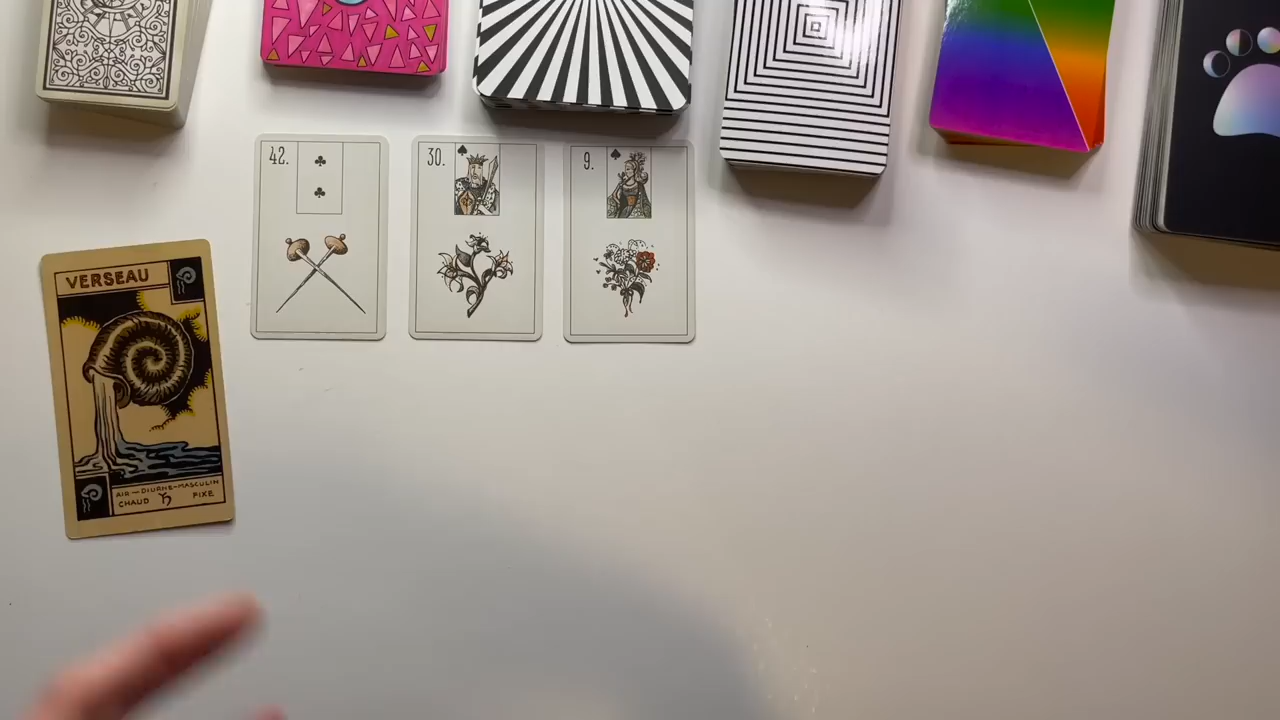 42.
30.
9.
VERSEAU
AIR—DIURNE-MASCULIN
CHAUD ♑ FIXE